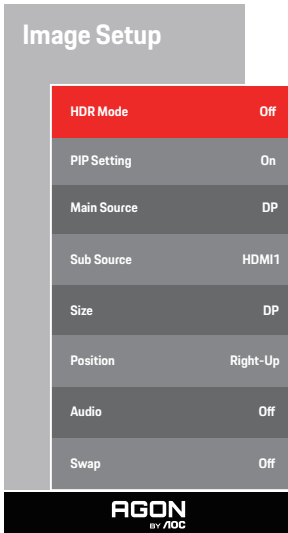 Image Setup
HDR Mode Off
PIP Setting On
Main Source DP
Sub Source HDMI1
Size DP
Position Right-Up
Audio Off
Swap Off
AGON
BY AOC